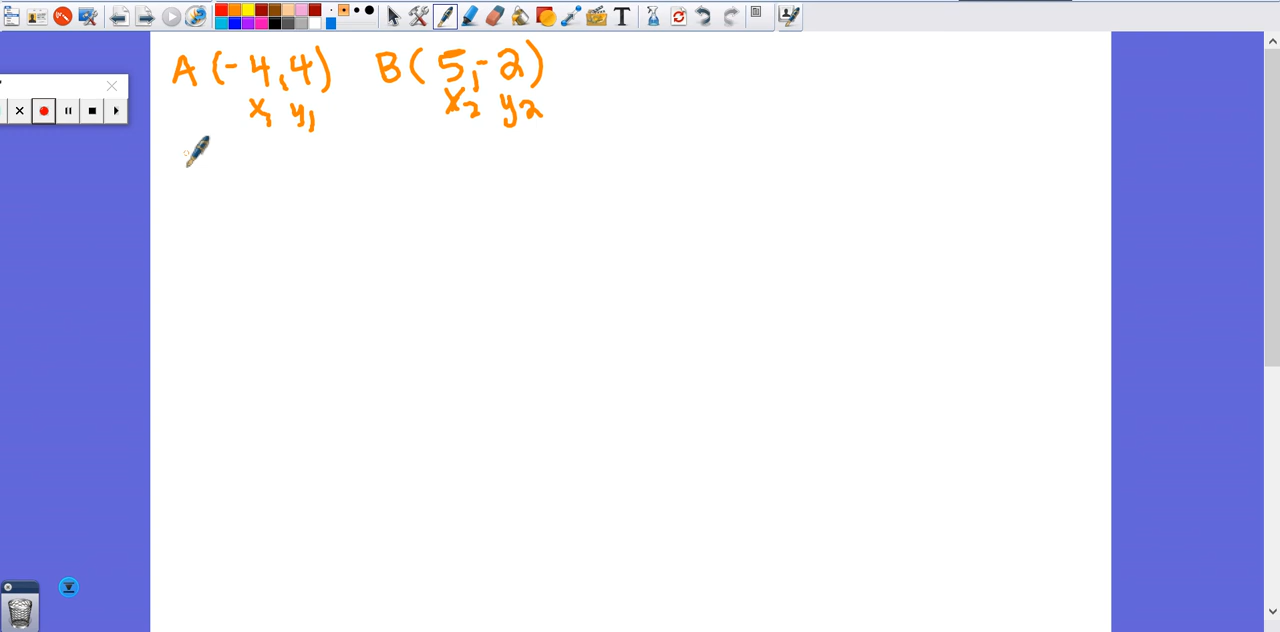 A (-4,4) B(5,-2)
x₁ y₁ x₂ y₂